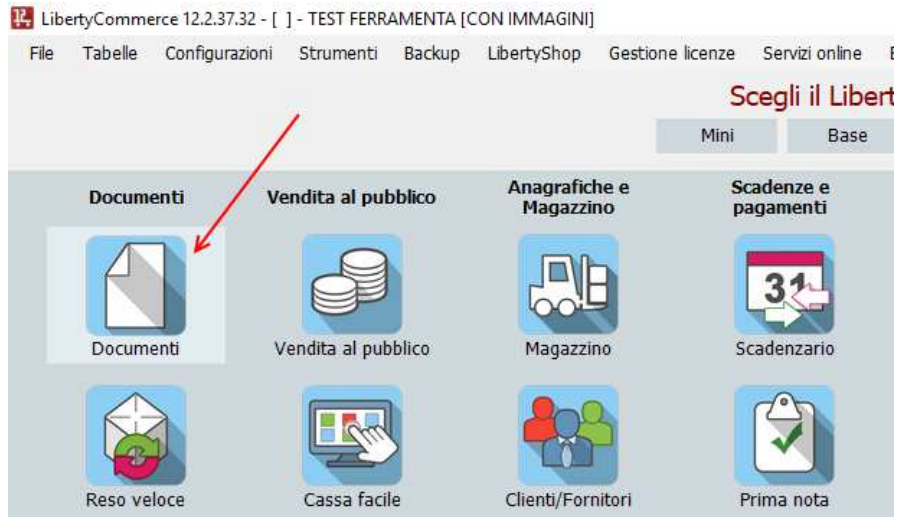 LibertyCommerce 12.2.37.32 - [ ] - TEST FERRAMENTA [CON IMMAGINI]
File Tabelle Configurazioni Strumenti Backup LibertyShop Gestione licenze Servizi online
Scegli il Libert
Mini Base
Documenti Vendita al pubblico Anagrafiche e Magazzino Scadenze e pagamenti
31
Documenti Vendita al pubblico Magazzino Scadenzario
Reso veloce Cassa facile Clienti/Fornitori Prima nota